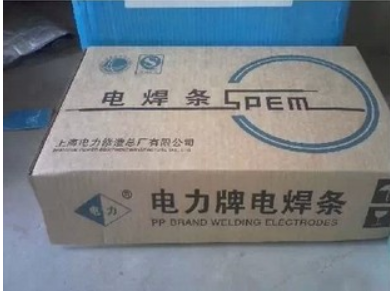 电焊条 SPEM
上海电力修造总厂有限公司
电力 ®
电力牌电焊条
PP BRAND WELDING ELECTRODES